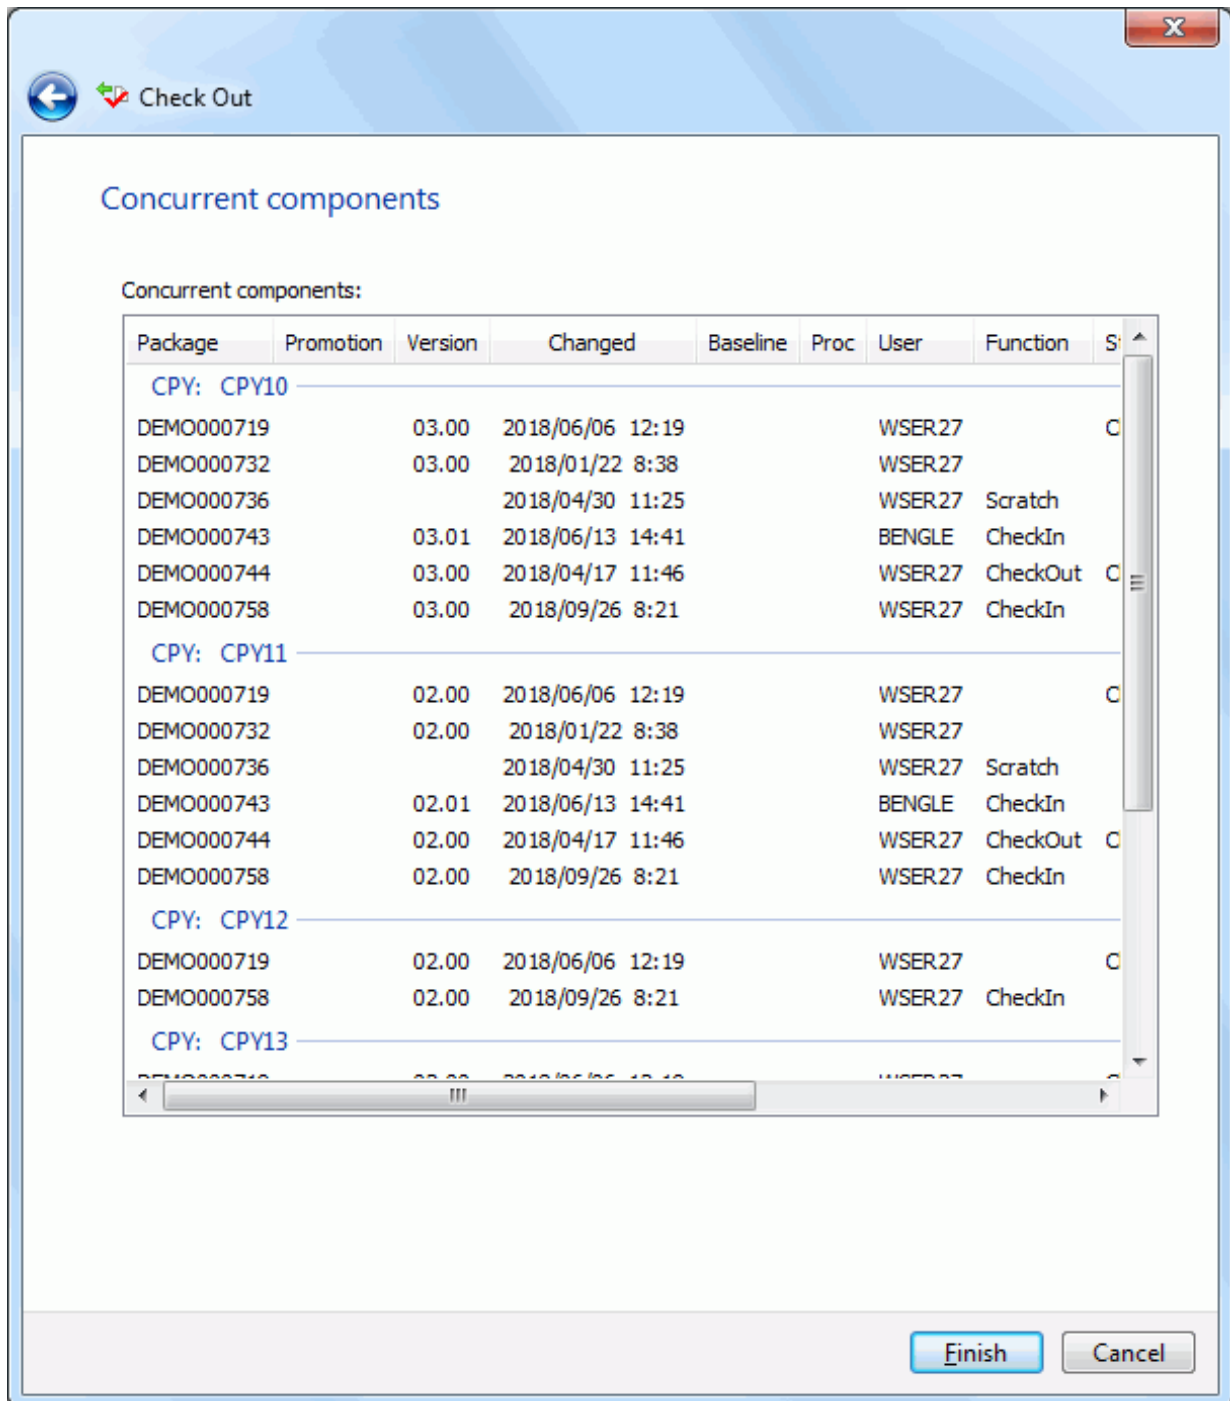 X
Check Out
Concurrent components
Concurrent components:
Package Promotion Version Changed Baseline Proc User Function
CPY: CPY10
DEMO000719 03.00 2018/06/06 12:19 WSER27
DEMO000732 03.00 2018/01/22 8:38 WSER27
DEMO000736 2018/04/30 11:25 WSER27 Scratch
DEMO000743 03.01 2018/06/13 14:41 BENGLE CheckIn
DEMO000744 03.00 2018/04/17 11:46 WSER27 CheckOut
DEMO000758 03.00 2018/09/26 8:21 WSER27 CheckIn
CPY: CPY11
DEMO000719 02.00 2018/06/06 12:19 WSER27
DEMO000732 02.00 2018/01/22 8:38 WSER27
DEMO000736 2018/04/30 11:25 WSER27 Scratch
DEMO000743 02.01 2018/06/13 14:41 BENGLE CheckIn
DEMO000744 02.00 2018/04/17 11:46 WSER27 CheckOut
DEMO000758 02.00 2018/09/26 8:21 WSER27 CheckIn
CPY: CPY12
DEMO000719 02.00 2018/06/06 12:19 WSER27
DEMO000758 02.00 2018/09/26 8:21 WSER27 CheckIn
CPY: CPY13
Finish Cancel